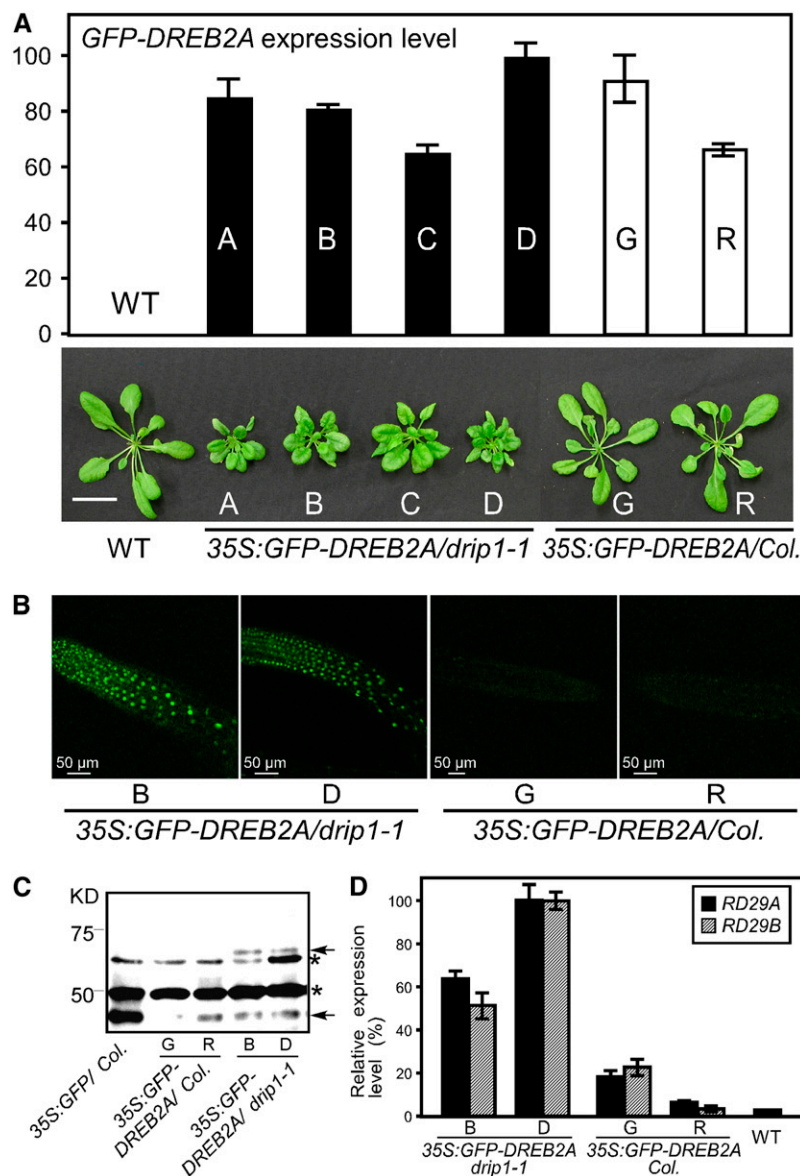 A
GFP-DREB2A expression level
100
80
60
40
20
0
WT
A
B
C
D
G
R
A
B
C
D
G
R
WT
35S:GFP-DREB2A/drip1-1
35S:GFP-DREB2A/Col.
B
50 µm
50 µm
50 µm
50 µm
B
D
G
R
35S:GFP-DREB2A/drip1-1
35S:GFP-DREB2A/Col.
C
KD
75
50
*
*
G
R
B
D
35S:GFP/ Col.
35S:GFP-
DREB2A/ Col.
35S:GFP-
DREB2A/ drip1-1
D
Relative expression
level (%)
100
80
60
40
20
0
RD29A
RD29B
B
D
G
R
WT
35S:GFP-DREB2A
drip1-1
35S:GFP-DREB2A
Col.